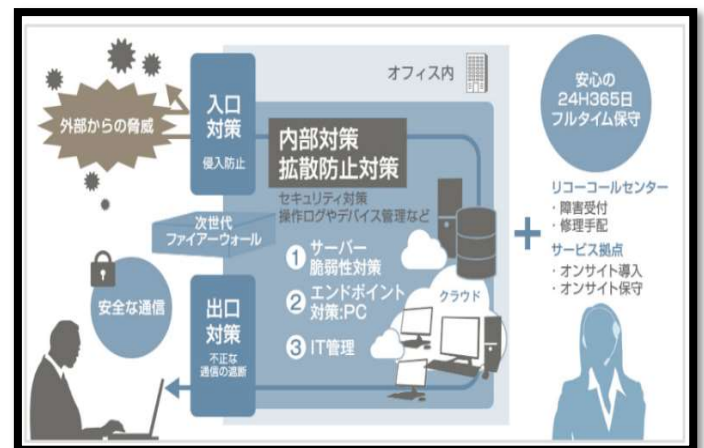 オフィス内
外部からの脅威
入口
対策
侵入防止
内部対策
拡散防止対策
セキュリティ対策
操作ログやデバイス管理など
次世代
ファイアーウォール
① サーバー
脆弱性対策
② エンドポイント
対策:PC
③ IT管理
クラウド
安全な通信
出口
対策
不正な
通信の遮断
+
安心の
24H365日
フルタイム保守
リコーコールセンター
・障害受付
・修理手配
サービス拠点
・オンサイト導入
・オンサイト保守